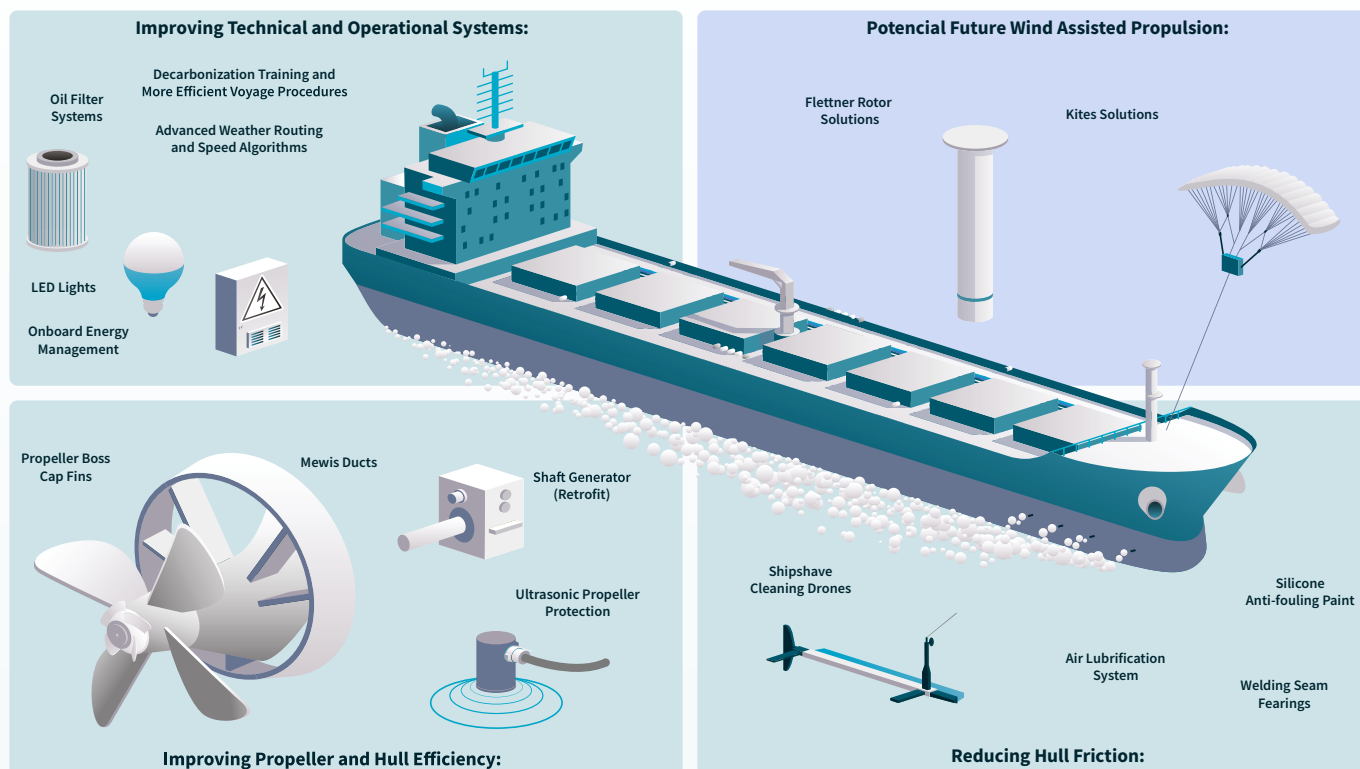 Improving Technical and Operational Systems:
Decarbonization Training and
More Efficient Voyage Procedures
Oil Filter
Systems
Advanced Weather Routing
and Speed Algorithms
LED Lights
Onboard Energy
Management
Potencial Future Wind Assisted Propulsion:
Flettner Rotor
Solutions
Kites Solutions
Propeller Boss
Cap Fins
Mewis Ducts
Shaft Generator
(Retrofit)
Ultrasonic Propeller
Protection
Improving Propeller and Hull Efficiency:
Shipshave
Cleaning Drones
Silicone
Anti-fouling Paint
Air Lubrification
System
Welding Seam
Fearings
Reducing Hull Friction: